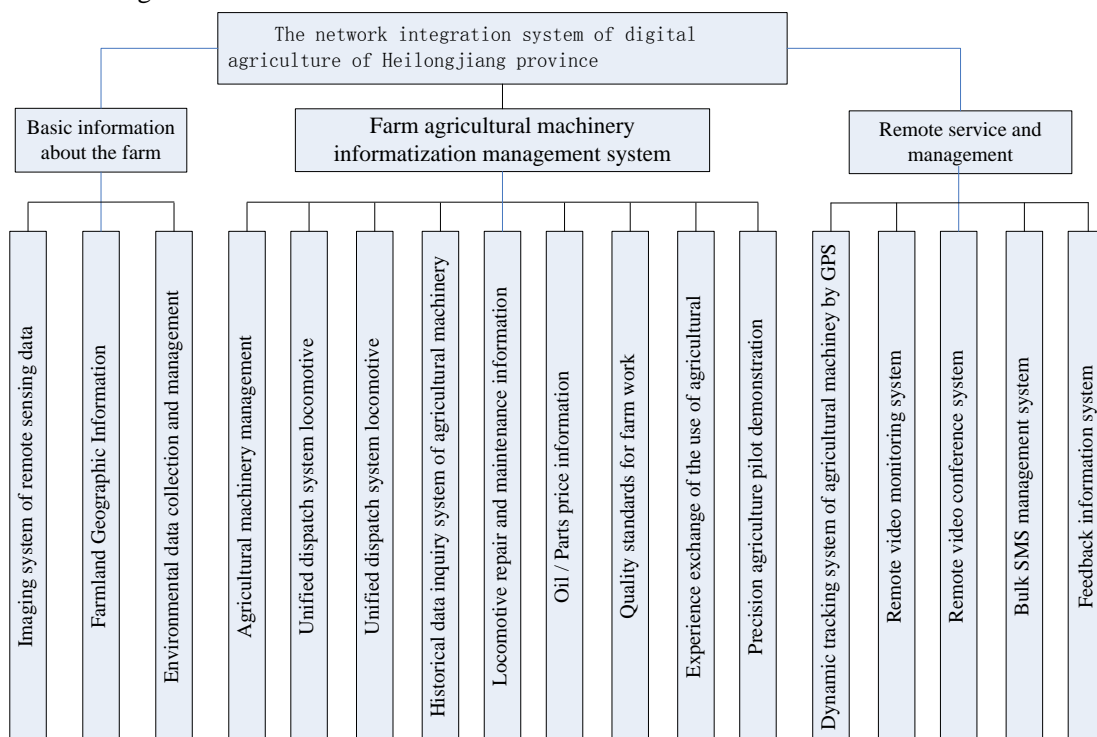 The network integration system of digital
agriculture of Heilongjiang province
Basic information
about the farm
Farm agricultural machinery
informatization management system
Remote service and
management
Imaging system of remote sensing data
Farmland Geographic Information
Environmental data collection and management
Agricultural machinery management
Unified dispatch system locomotive
Unified dispatch system locomotive
Historical data inquiry system of agricultural machinery
Locomotive repair and maintenance information
Oil / Parts price information
Quality standards for farm work
Experience exchange of the use of agricultural
Precision agriculture pilot demonstration
Dynamic tracking system of agricultural machiney by GPS
Remote video monitoring system
Remote video conference system
Bulk SMS management system
Feedback information system